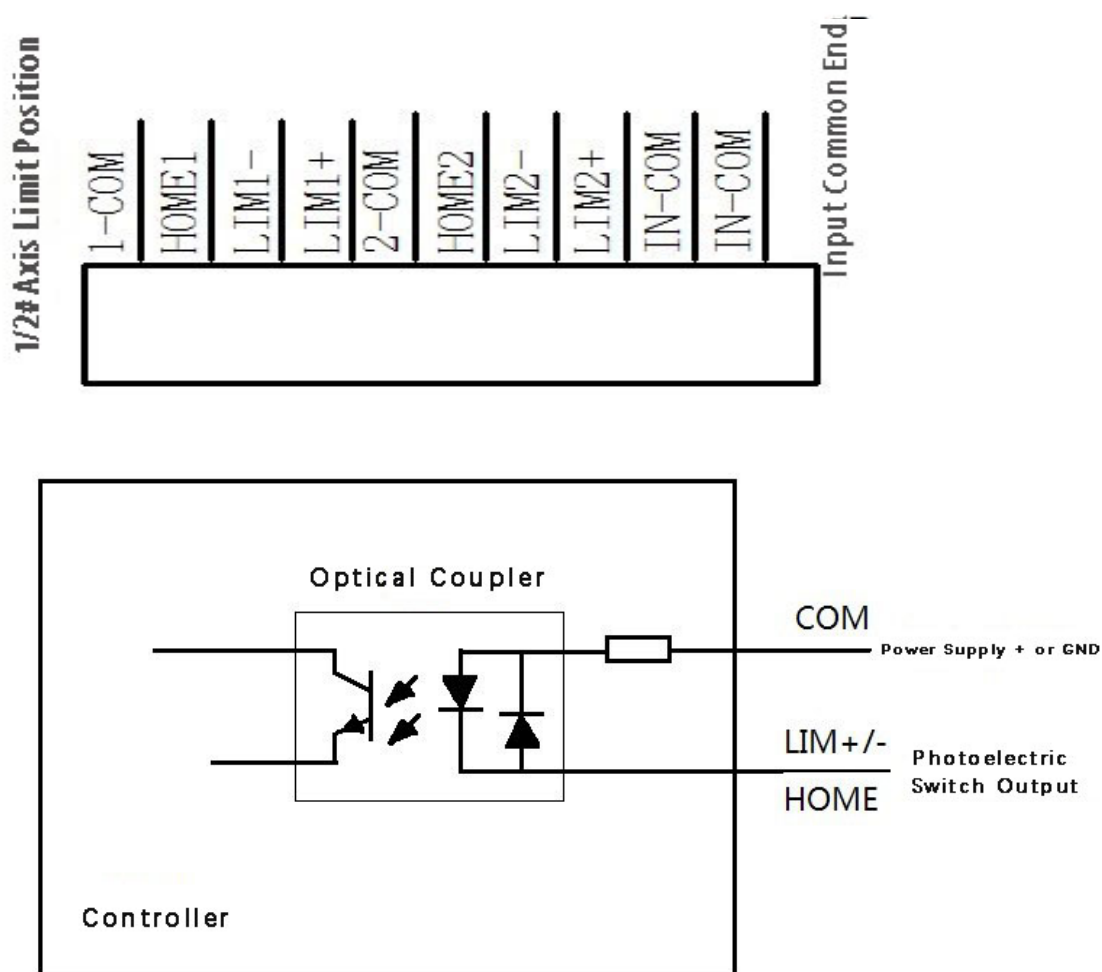 1/2# Axis Limit Position
1-COM
HOME1
LIM1-
LIM1+
2-COM
HOME2
LIM2-
LIM2+
IN-COM
IN-COM
Input Common End
Optical Coupler
COM
Power Supply + or GND
LIM+/-
HOME
Photoelectric
Switch Output
Controller